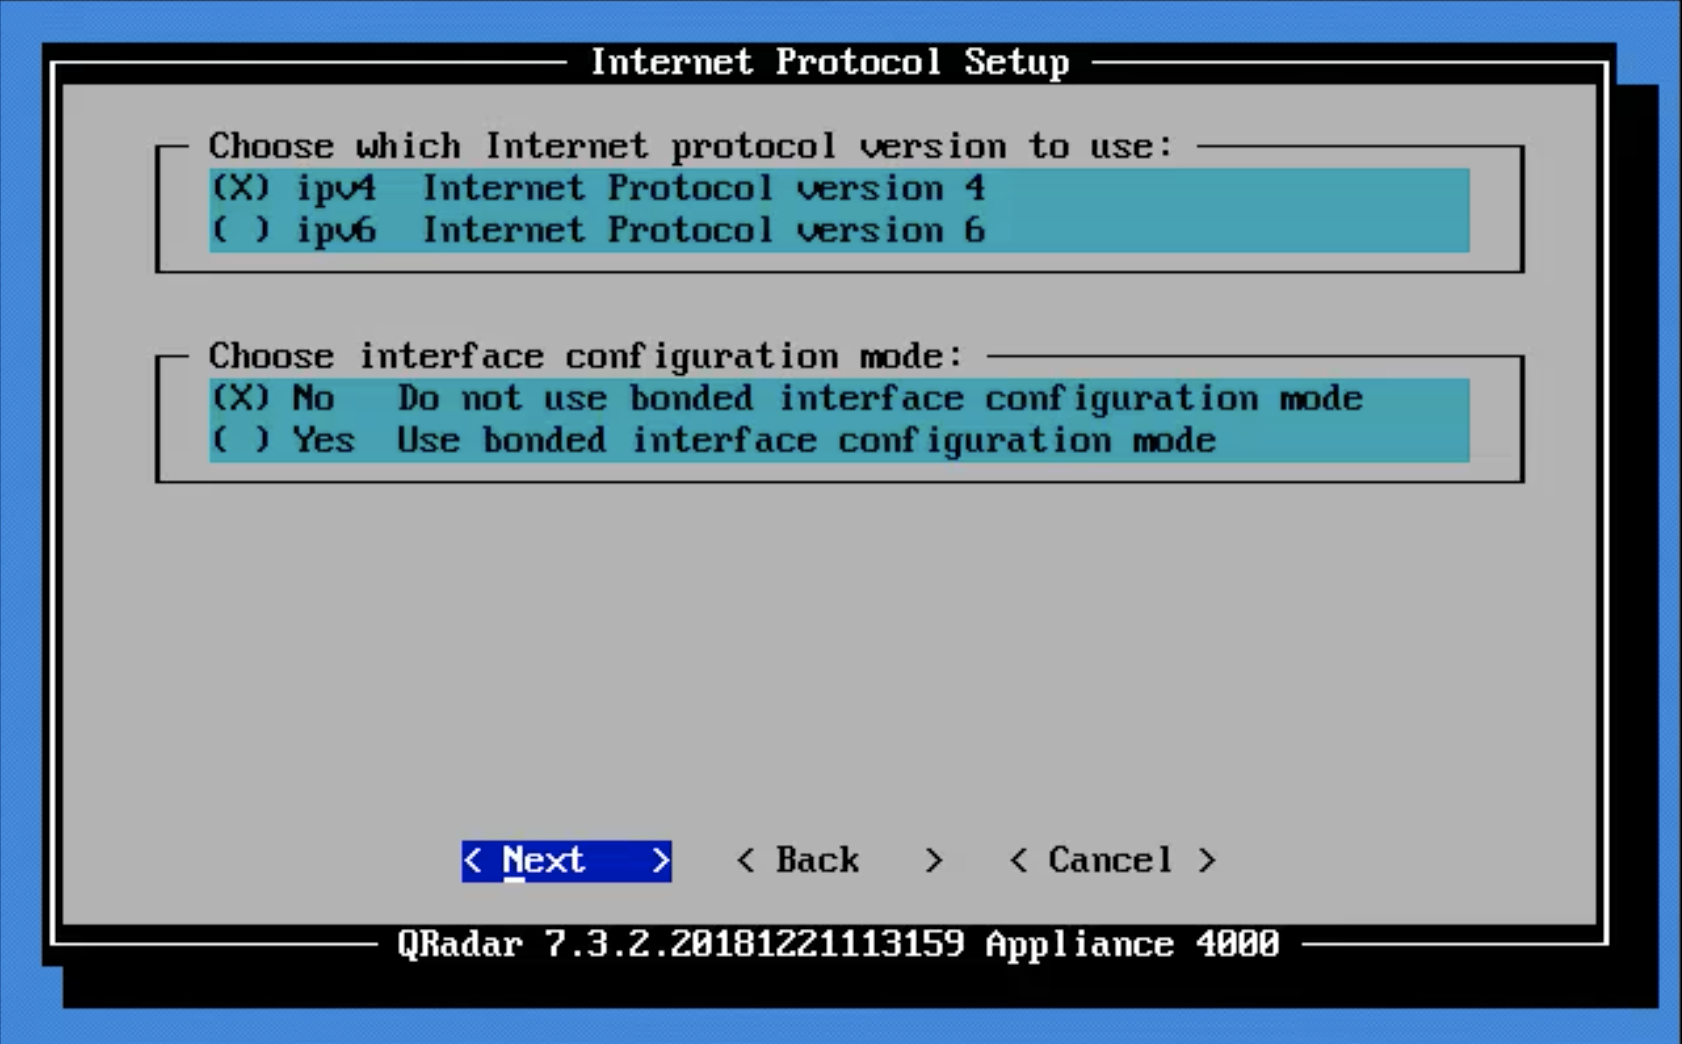 Internet Protocol Setup
Choose which Internet protocol version to use:
(X) ipv4  Internet Protocol version 4
( ) ipv6  Internet Protocol version 6
Choose interface configuration mode:
(X) No   Do not use bonded interface configuration mode
( ) Yes  Use bonded interface configuration mode
< Next   >   < Back   >   < Cancel >
QRadar 7.3.2.20181221113159 Appliance 4000